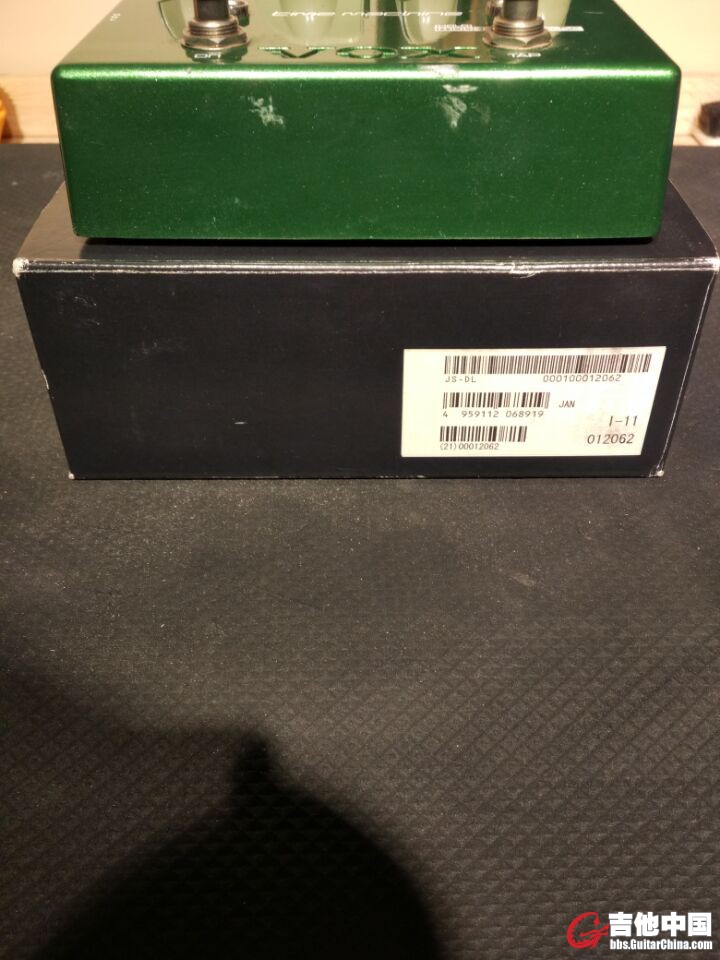 time machine
VOX
TAP
JS-DL 000100012062
4 959112 068919 JAN
I-11
(21)00012062 012062
吉他中国
bbs.GuitarChina.com